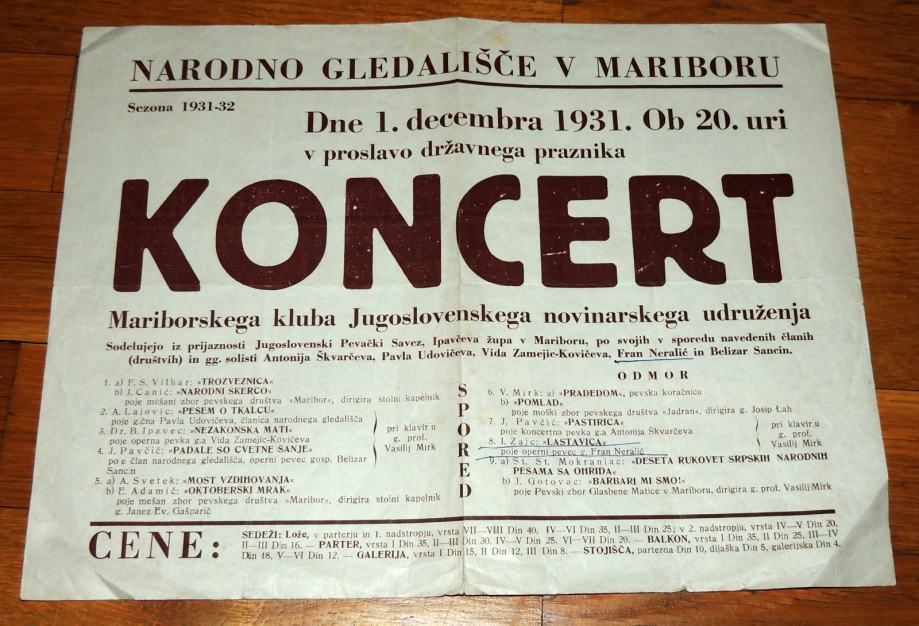 NARODNO GLEDALIŠČE V MARIBORU
Sezona 1931-32
Dne 1. decembra 1931. Ob 20. uri
v proslavo državnega praznika
KONCERT
Mariborskega kluba Jugoslovenskega novinarskega udruženja
Sodelujejo iz prijaznosti Jugoslovenski Pevački Savez, Ipavčeva župa v Mariboru, po svojih v sporedu navedenih članih
(društvih) in gg. solisti Antonija Škvarčeva, Pavla Udovičeva, Vida Zamejic-Kovičeva, Fran Neralić in Belizar Sancin.
SPORED
1. a) F. S. Vilhar: »TROZVEZNICA«
b) J. Canić: »NARODNI SKERCO«
poje mešani zbor pevskega društva »Maribor«, dirigira stolni kapelnik
2. A. Lajovic: »PESEM O TKALCU«
poje g.čna Pavla Udovičeva, članica narodnega gledališča
3. Dr. B. Ipavec: »NEZAKONSKA MATI«
poje operna pevka g.a Vida Zamejic-Kovičeva
4. J. Pavčič: »PADALE SO CVETNE SANJE«
po e član narodnega gledališča, operni pevec gosp. Belizar
Sancin
pri klavirju
g. prof.
Vasilij Mirk
5. a) A. Svetek: »MOST VZDIHOVANJA«
b) E. Adamič: »OKTOBERSKI MRAK«
poje mešan zbor pevskega društva »Maribor«, dirigira stolni kapelnik
g. Janez Ev. Gašparič
ODMOR
6. V. Mirk: a) »PRADEDOM«, pevska koračnica
b) »POMLAD«
poje moški zbor pevskega društva »Jadran«, dirigira g. Josip Lah
7. J. Pavčič: »PASTIRICA«
poje koncertna pevka g.a Antonija Škvarčeva
8. I. Zajc: »LASTAVICA«
poje operni pevec g. Fran Neralić
pri klavirju
g. prof.
Vasilij Mirk
9. a) St. St. Mokraniac: »DESETA RUKOVET SRPSKIH NARODNIH
PESAMA SA OHRIDA«
b) J. Gotovac: »BARBARI MI SMO!«
poje Pevski zbor Glasbene Matice v Mariboru, dirigira g. prof. Vasilij Mirk
CENE:
SEDEŽI: Lože, v parterju in 1. nadstropju, vrsta VII—VIII Din 40, IV—VI Din 35, II—III Din 25; v 2. nadstropju, vrsta IV—V Din 20,
II—III Din 16. — PARTER, vrsta I Din 35, II—III Din 30, IV—V Din 25, VI—VII Din 20. — BALKON, vrsta I Din 35, II Din 25, III—IV
Din 18, V—VI Din 12. — GALERIJA, vrsta I Din 15, II Din 12, III Din 8. — STOJIŠČA, parterna Din 10, dijaška Din 5, galerijska Din 4.